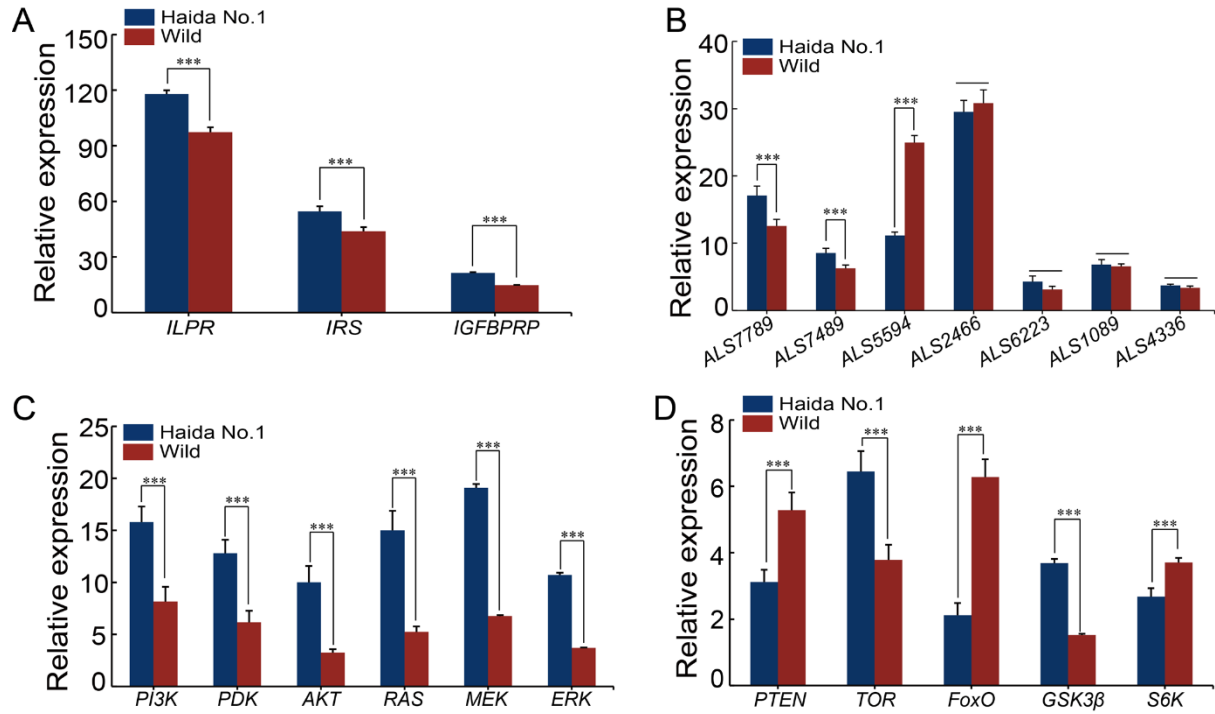 A
Haida No.1
Wild
Relative expression
150
120
90
60
30
0
***
***
***
ILPR IRS IGFBPRP
B
Haida No.1
Wild
Relative expression
40
30
20
10
0
***
***
***
ALS7789 ALS7489 ALS5594 ALS2466 ALS6223 ALS1089 ALS4336
C
Haida No.1
Wild
Relative expression
25
20
15
10
5
0
***
***
***
***
***
***
PI3K PDK AKT RAS MEK ERK
D
Haida No.1
Wild
Relative expression
8
6
4
2
0
***
***
***
***
***
PTEN TOR FoxO GSK3β S6K